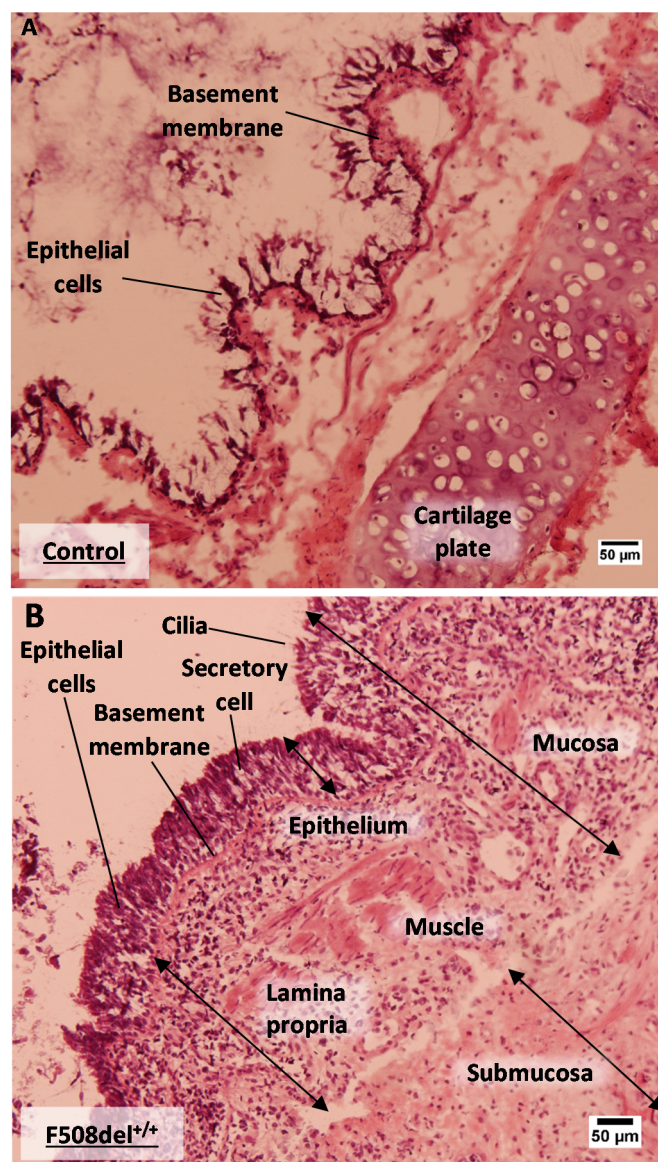 A
Basement
membrane
Epithelial
cells
Cartilage
plate
Control
50 µm
B
Cilia
Epithelial
cells
Secretory
cell
Basement
membrane
Mucosa
Epithelium
Muscle
Lamina
propria
Submucosa
F508del+/+
50 µm